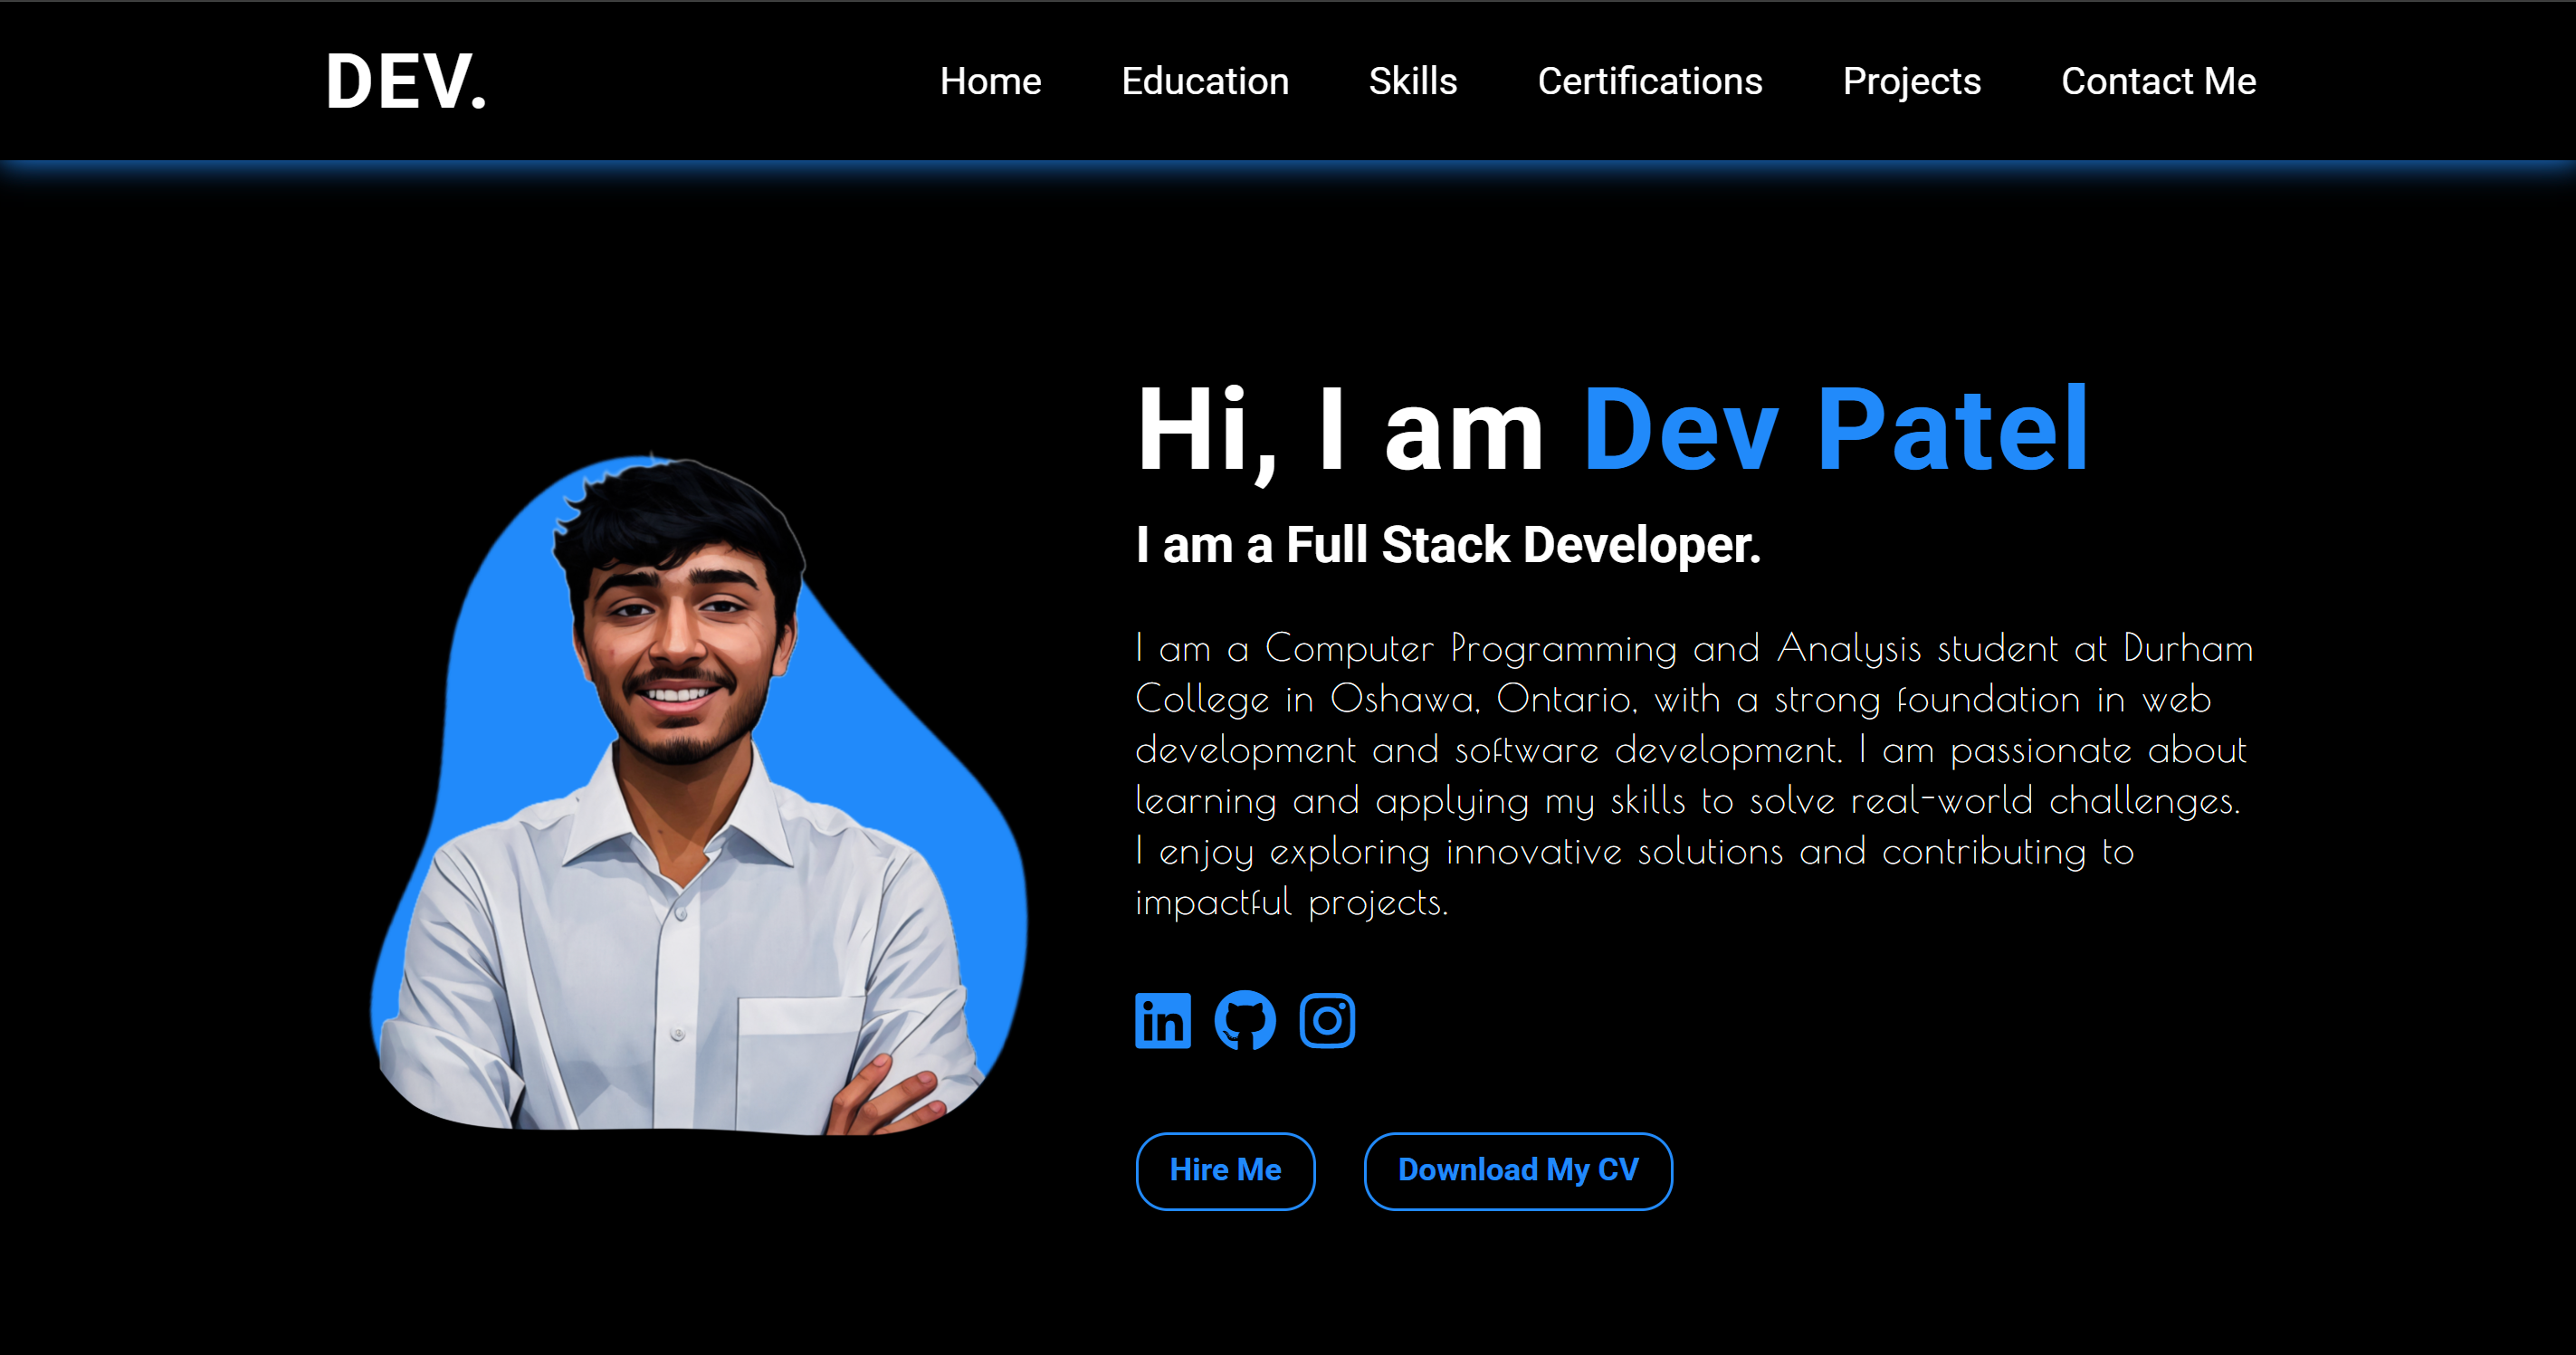 DEV.
Home Education Skills Certifications Projects Contact Me
Hi, I am Dev Patel
I am a Full Stack Developer.
I am a Computer Programming and Analysis student at Durham
College in Oshawa, Ontario, with a strong foundation in web
development and software development. I am passionate about
learning and applying my skills to solve real-world challenges.
I enjoy exploring innovative solutions and contributing to
impactful projects.
in
Hire Me Download My CV